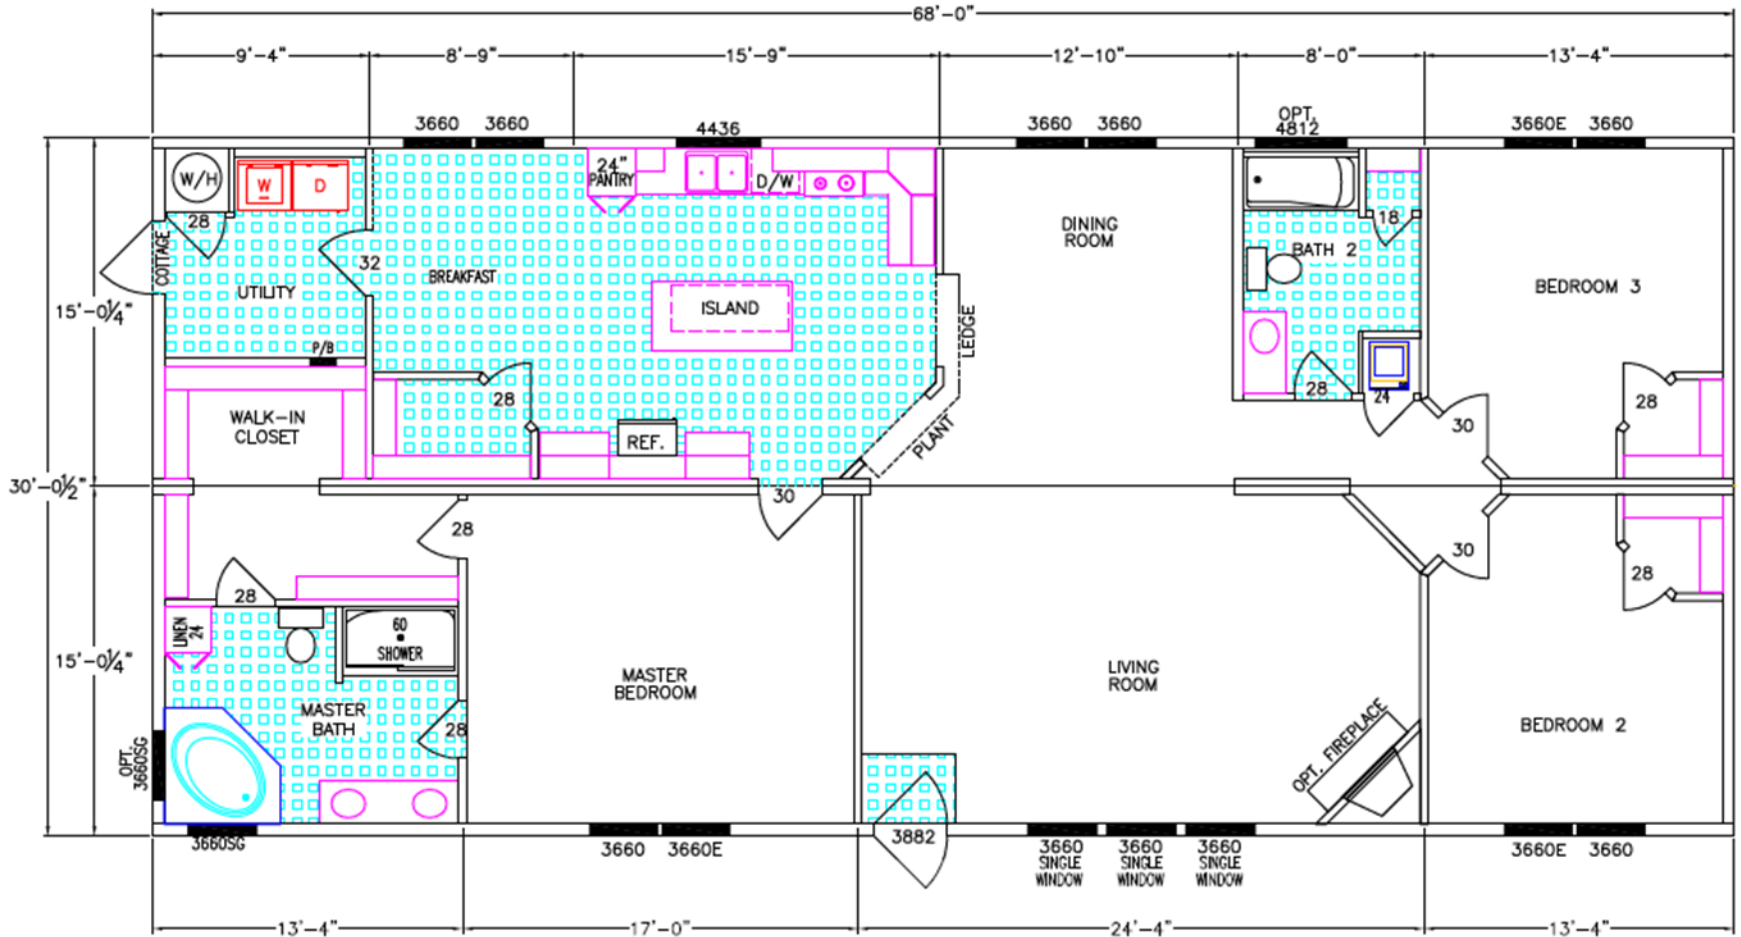 68'-0"
9'-4"
8'-9"
15'-9"
12'-10"
8'-0"
13'-4"
3660
3660
4436
3660
3660
OPT.
4812
3660E
3660
W/H
W
D
28
COTTAGE
32
UTILITY
P/B
BREAKFAST
24"
PANTRY
D/W
ISLAND
LEDGE
PLANT
DINING
ROOM
BATH 2
18
28
24
BEDROOM 3
15'-0¼"
WALK-IN
CLOSET
28
REF.
30
28
30'-0½"
28
30
30
28
28
LINEN
24
60
SHOWER
15'-0¼"
MASTER
BATH
28
MASTER
BEDROOM
LIVING
ROOM
OPT. FIREPLACE
BEDROOM 2
OPT.
3660SG
3660SG
3660
3660E
3882
3660
SINGLE
WINDOW
3660
SINGLE
WINDOW
3660
SINGLE
WINDOW
3660E
3660
13'-4"
17'-0"
24'-4"
13'-4"